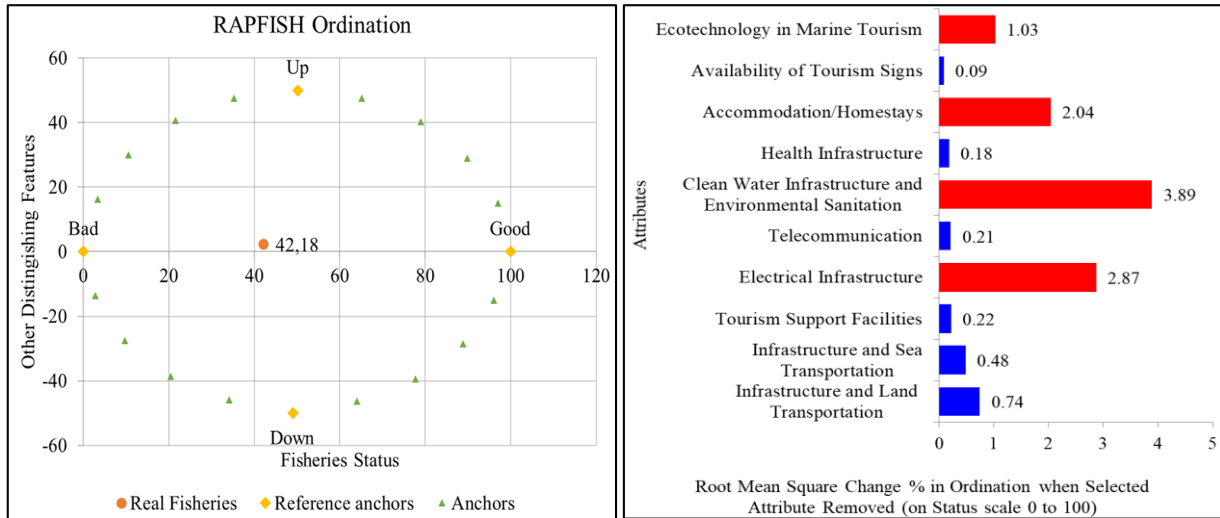 RAPFISH Ordination
60
Up
40
20
Bad
Good
0
42,18
0
20
40
60
80
100
120
-20
-40
-60
Down
Other Distingishing Features
Fisheries Status
Real Fisheries
Reference anchors
Anchors
Attributes
Ecotechnology in Marine Tourism
1.03
Availability of Tourism Signs
0.09
Accommodation/Homestays
2.04
Health Infrastructure
0.18
Clean Water Infrastructure and
Environmental Sanitation
3.89
Telecommunication
0.21
Electrical Infrastructure
2.87
Tourism Support Facilities
0.22
Infrastructure and Sea
Transportation
0.48
Infrastructure and Land
Transportation
0.74
0
1
2
3
4
5
Root Mean Square Change % in Ordination when Selected
Attribute Removed (on Status scale 0 to 100)